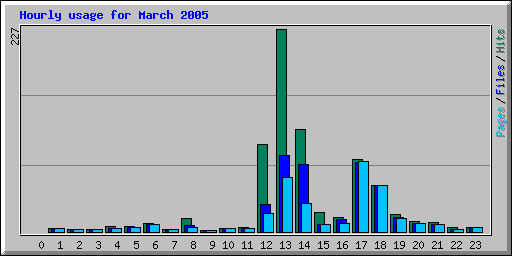 Hourly usage for March 2005
227
Pages/Files/Hits
0 1 2 3 4 5 6 7 8 9 10 11 12 13 14 15 16 17 18 19 20 21 22 23